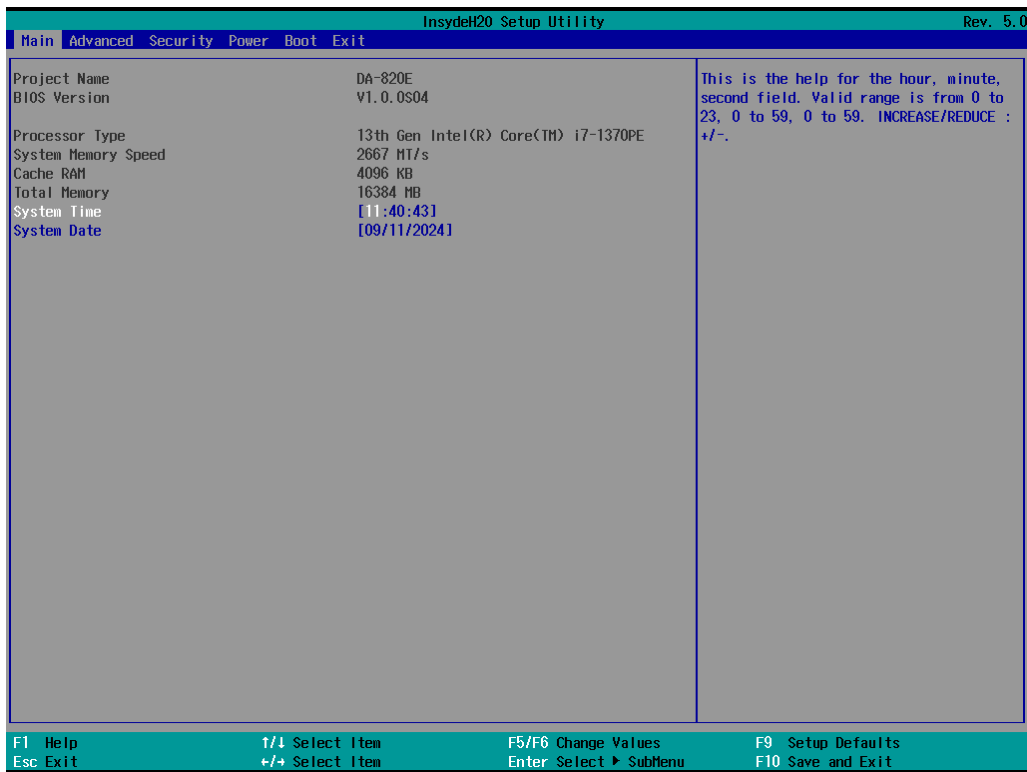 InsydeH2O Setup Utility Rev. 5.0
Main Advanced Security Power Boot Exit
Project Name DA-820E
BIOS Version V1.0.0S04
Processor Type 13th Gen Intel(R) Core(TM) i7-1370PE
System Memory Speed 2667 MT/s
Cache RAM 4096 KB
Total Memory 16384 MB
System Time [11:40:43]
System Date [09/11/2024]
This is the help for the hour, minute,
second field. Valid range is from 0 to
23, 0 to 59, 0 to 59. INCREASE/REDUCE :
+/-.
F1 Help ↑/↓ Select Item F5/F6 Change Values F9 Setup Defaults
Esc Exit ←/→ Select Item Enter Select ▶ SubMenu F10 Save and Exit